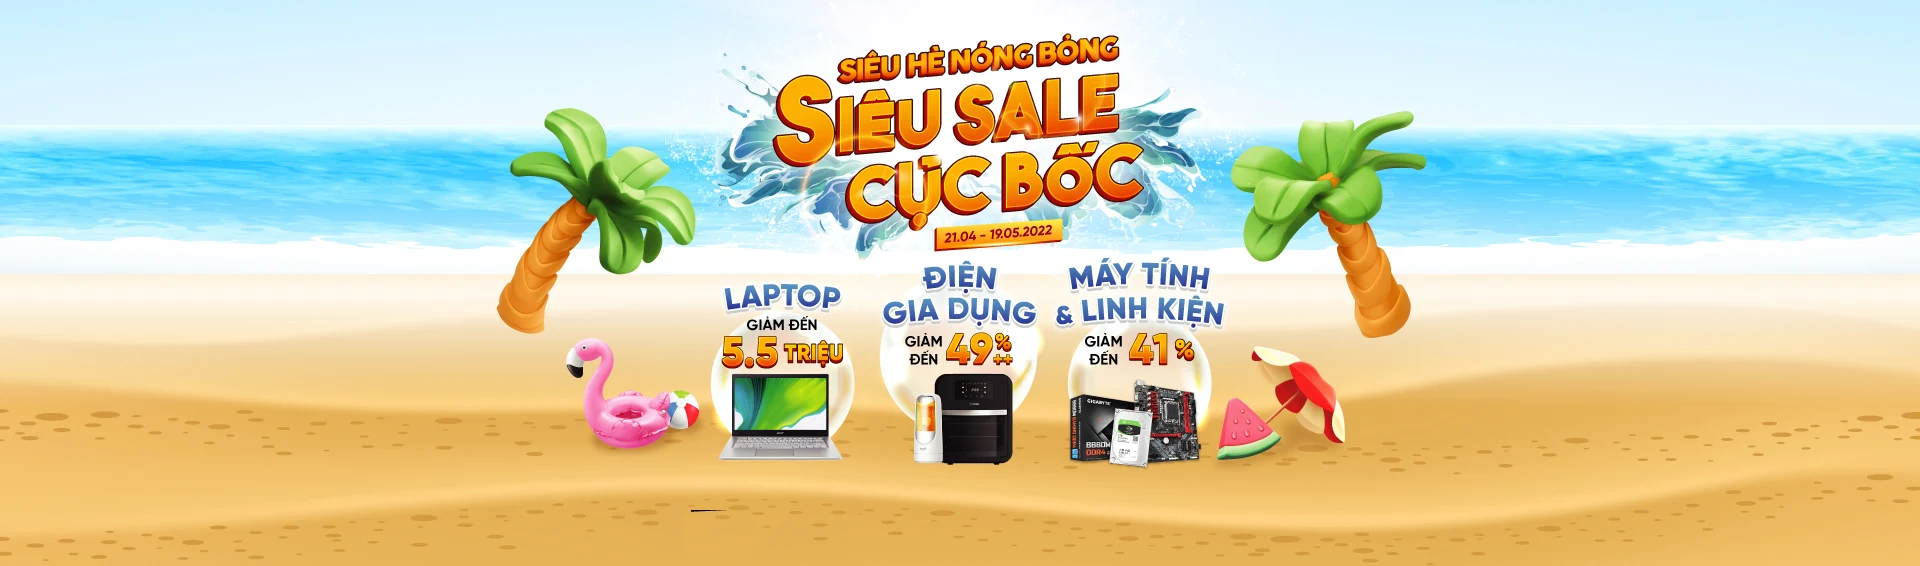 SIÊU HÈ NÓNG BỎNG
SIÊU SALE
CỰC BỐC
21.04 - 19.05.2022
LAPTOP
GIẢM ĐẾN
5.5 TRIỆU
ĐIỆN
GIA DỤNG
GIẢM ĐẾN 49%++
MÁY TÍNH
& LINH KIỆN
GIẢM ĐẾN 41%
GIGABYTE
B660M
DDR4